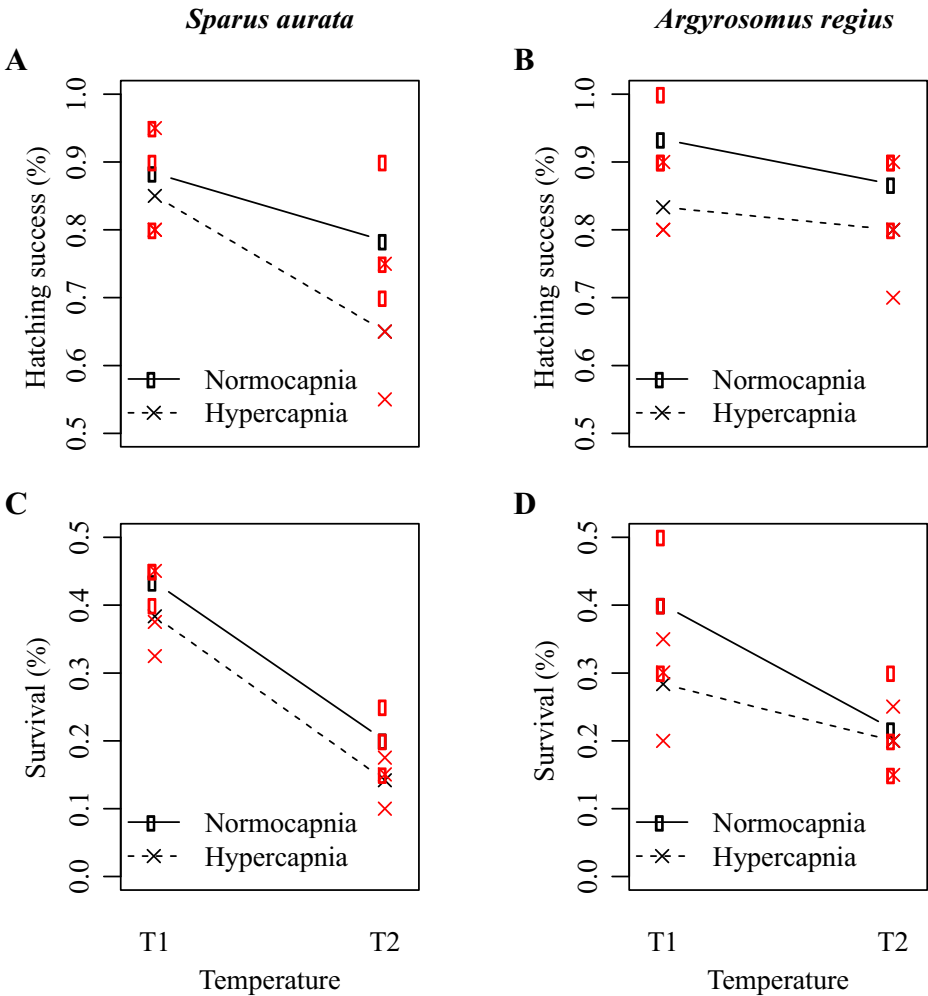 Sparus aurata
Argyrosomus regius
A
Hatching success (%)
1.0
0.9
0.8
0.7
0.6
0.5
Normocapnia
Hypercapnia
B
Hatching success (%)
1.0
0.9
0.8
0.7
0.6
0.5
Normocapnia
Hypercapnia
C
Survival (%)
0.5
0.4
0.3
0.2
0.1
0.0
Normocapnia
Hypercapnia
T1
T2
Temperature
D
Survival (%)
0.5
0.4
0.3
0.2
0.1
0.0
Normocapnia
Hypercapnia
T1
T2
Temperature